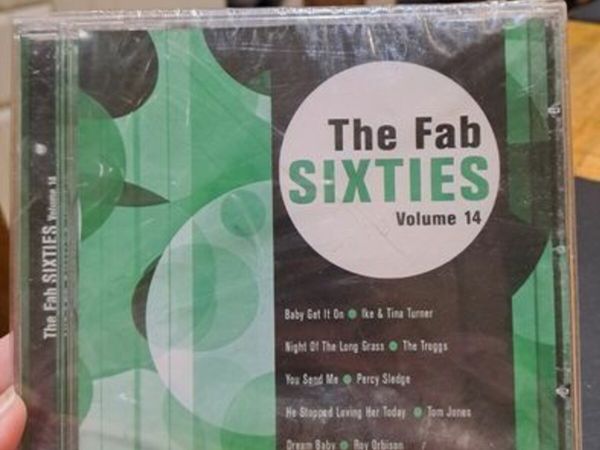 The Fab
SIXTIES
Volume 14
Baby Get It On ● Ike & Tina Turner
Night Of The Long Grass ● The Troggs
You Send Me ● Percy Sledge
He Stopped Loving Her Today ● Tom Jones
Dream Baby ● Roy Orbison
The Fab SIXTIES Volume 14